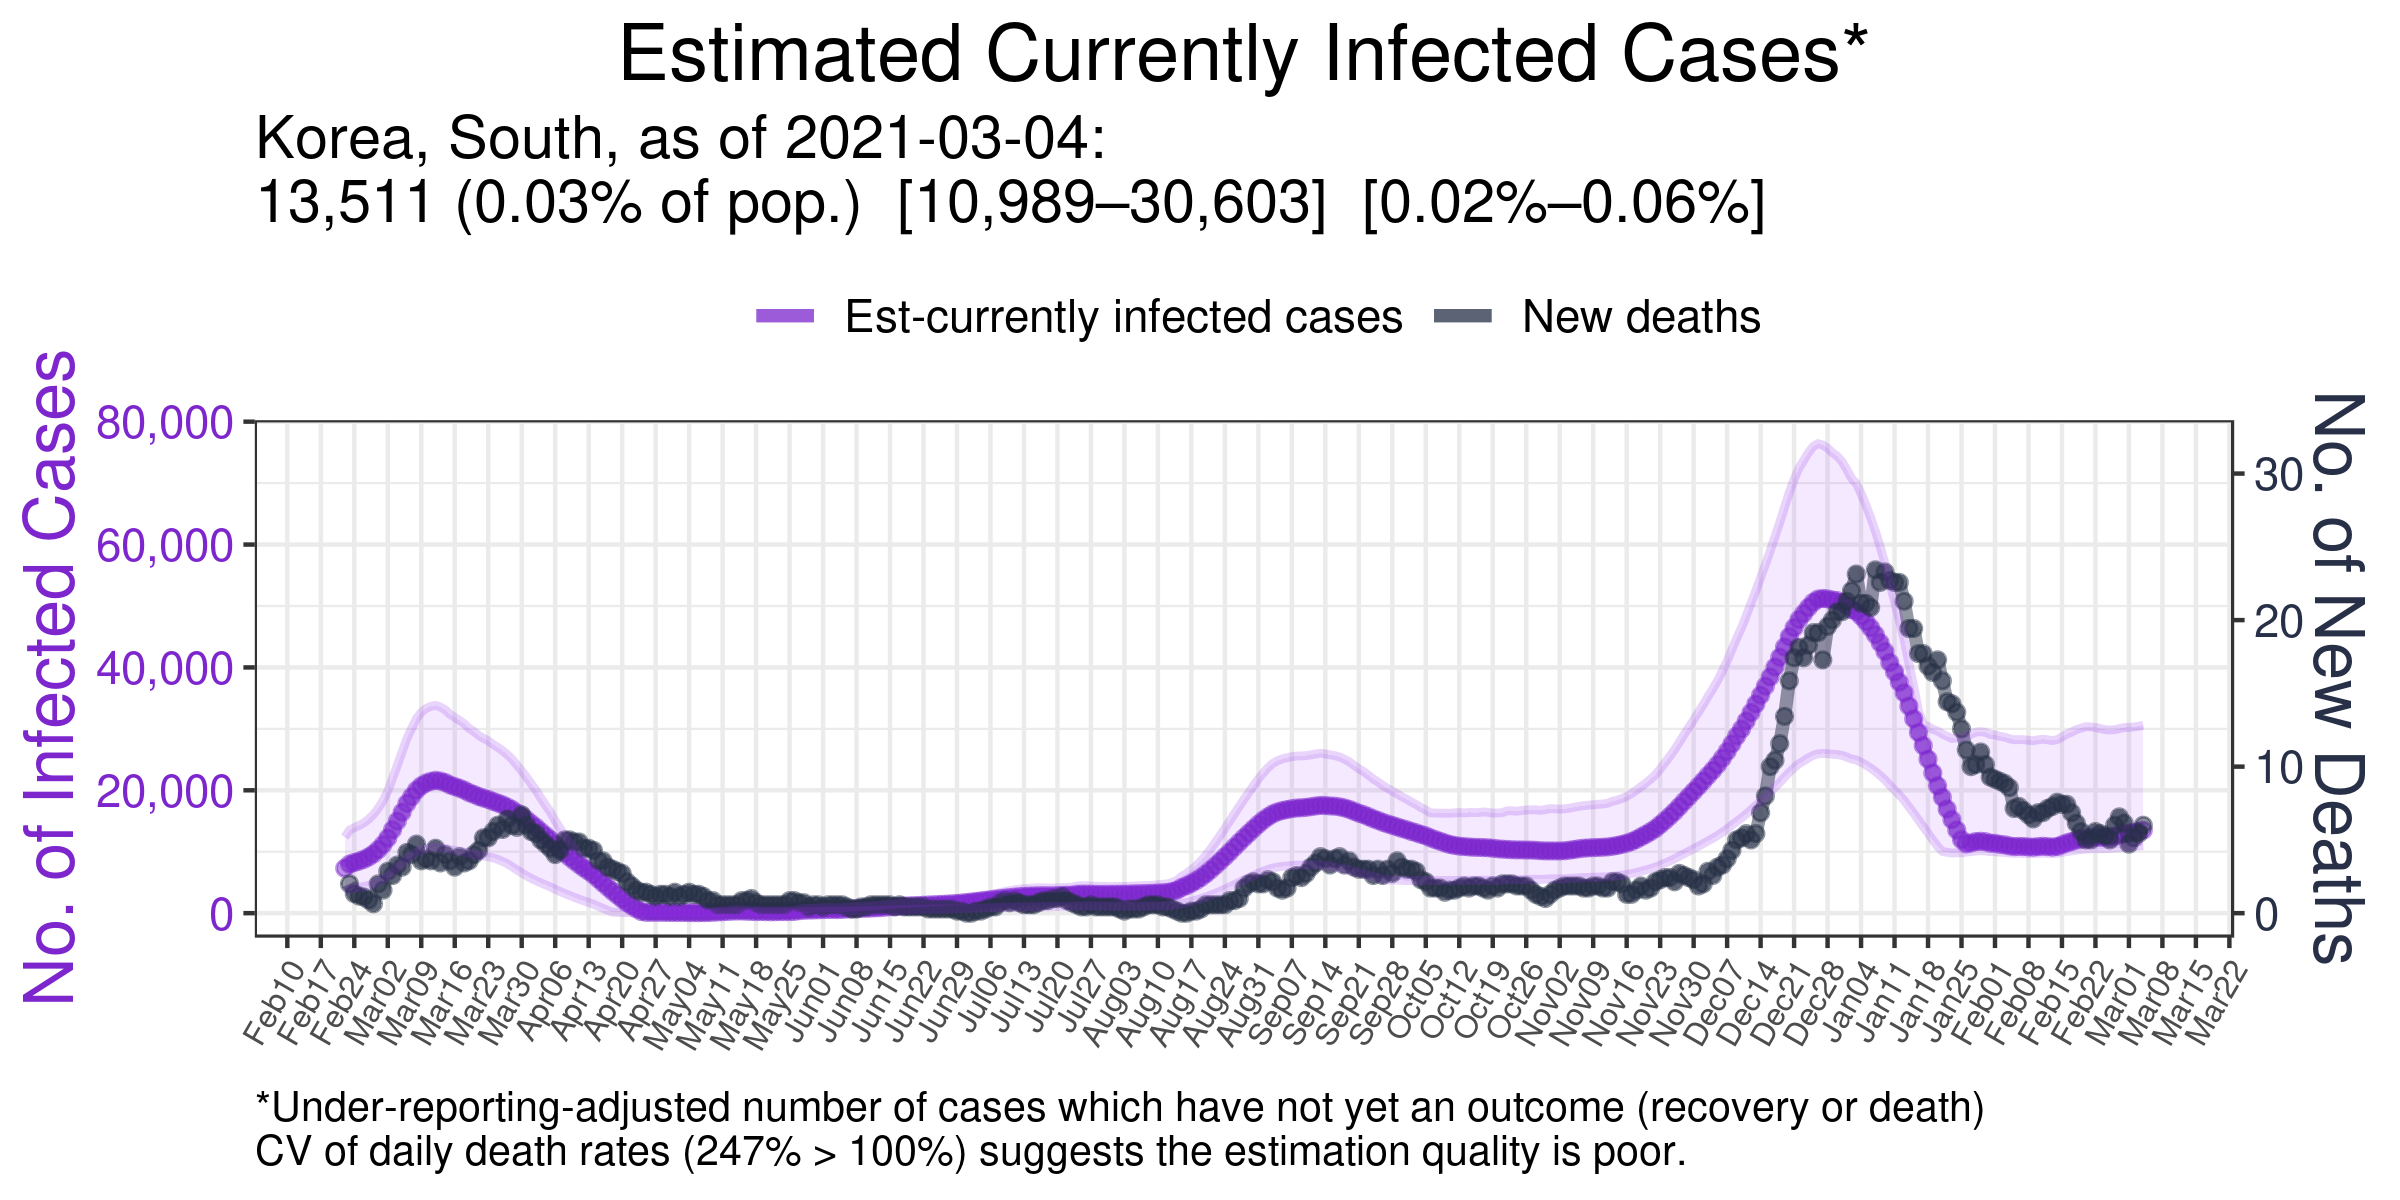 Estimated Currently Infected Cases*
Korea, South, as of 2021-03-04:
13,511 (0.03% of pop.) [10,989–30,603] [0.02%–0.06%]
Est-currently infected cases
New deaths
No. of Infected Cases
80,000
60,000
40,000
20,000
0
30
20
10
0
No. of New Deaths
Feb10
Feb17
Feb24
Mar02
Mar09
Mar16
Mar23
Mar30
Apr06
Apr13
Apr20
Apr27
May04
May11
May18
May25
Jun01
Jun08
Jun15
Jun22
Jun29
Jul06
Jul13
Jul20
Jul27
Aug03
Aug10
Aug17
Aug24
Aug31
Sep07
Sep14
Sep21
Sep28
Oct05
Oct12
Oct19
Oct26
Nov02
Nov09
Nov16
Nov23
Nov30
Dec07
Dec14
Dec21
Dec28
Jan04
Jan11
Jan18
Jan25
Feb01
Feb08
Feb15
Feb22
Mar01
Mar08
Mar15
Mar22
*Under-reporting-adjusted number of cases which have not yet an outcome (recovery or death)
CV of daily death rates (247% > 100%) suggests the estimation quality is poor.